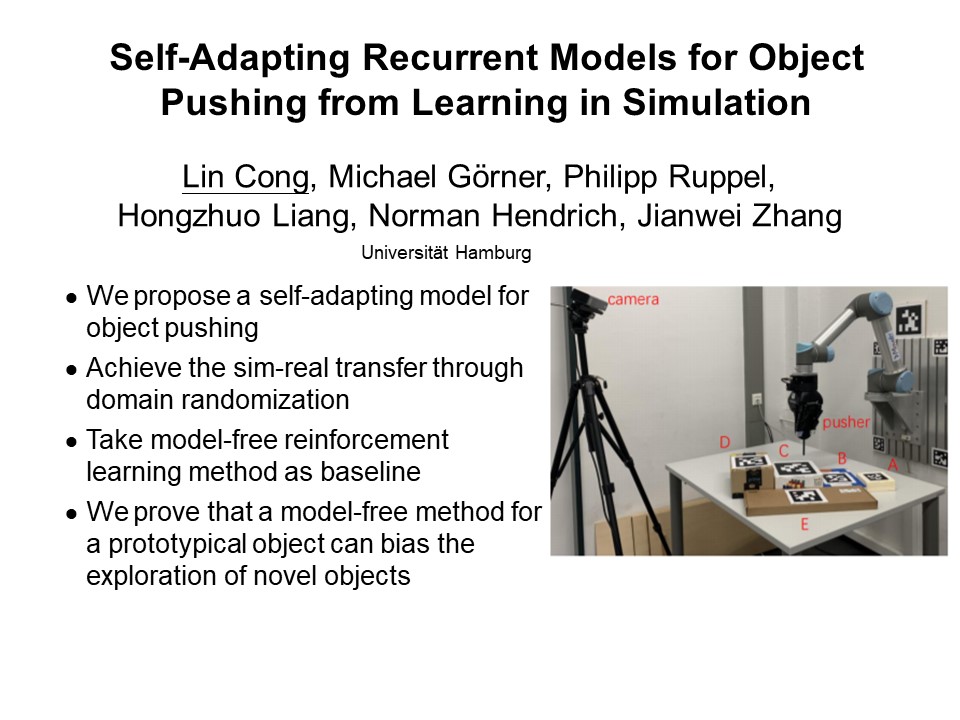 Self-Adapting Recurrent Models for Object
Pushing from Learning in Simulation
Lin Cong, Michael Görner, Philipp Ruppel,
Hongzhuo Liang, Norman Hendrich, Jianwei Zhang
Universität Hamburg
● We propose a self-adapting model for
object pushing
● Achieve the sim-real transfer through
domain randomization
● Take model-free reinforcement
learning method as baseline
● We prove that a model-free method for
a prototypical object can bias the
exploration of novel objects
camera
pusher
D
C
B
A
E